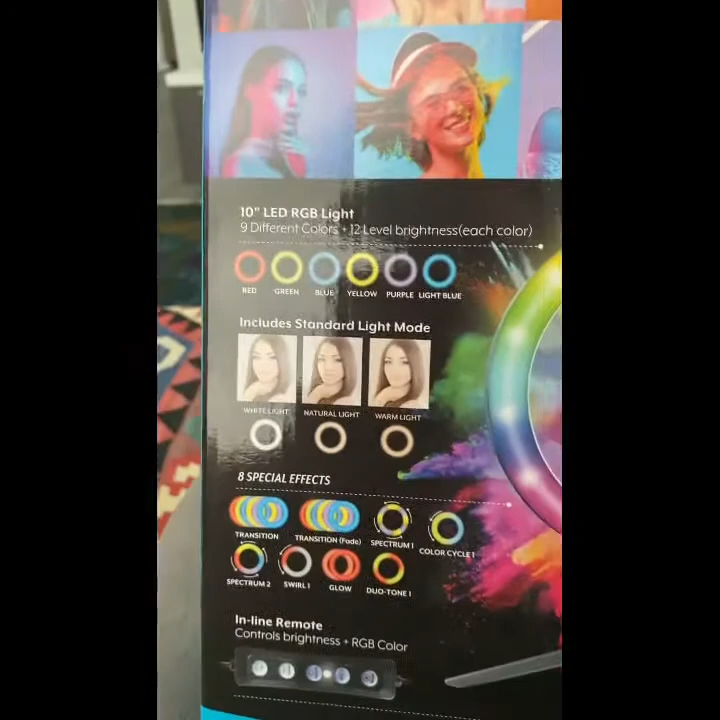 10" LED RGB Light
9 Different Colors + 12 Level brightness(each color)
RED GREEN BLUE YELLOW PURPLE LIGHT BLUE
Includes Standard Light Mode
WHITE LIGHT NATURAL LIGHT WARM LIGHT
8 SPECIAL EFFECTS
TRANSITION TRANSITION (Fade) SPECTRUM 1 COLOR CYCLE 1
SPECTRUM 2 SWIRL 1 GLOW DUO-TONE 1
In-line Remote
Controls brightness + RGB Color